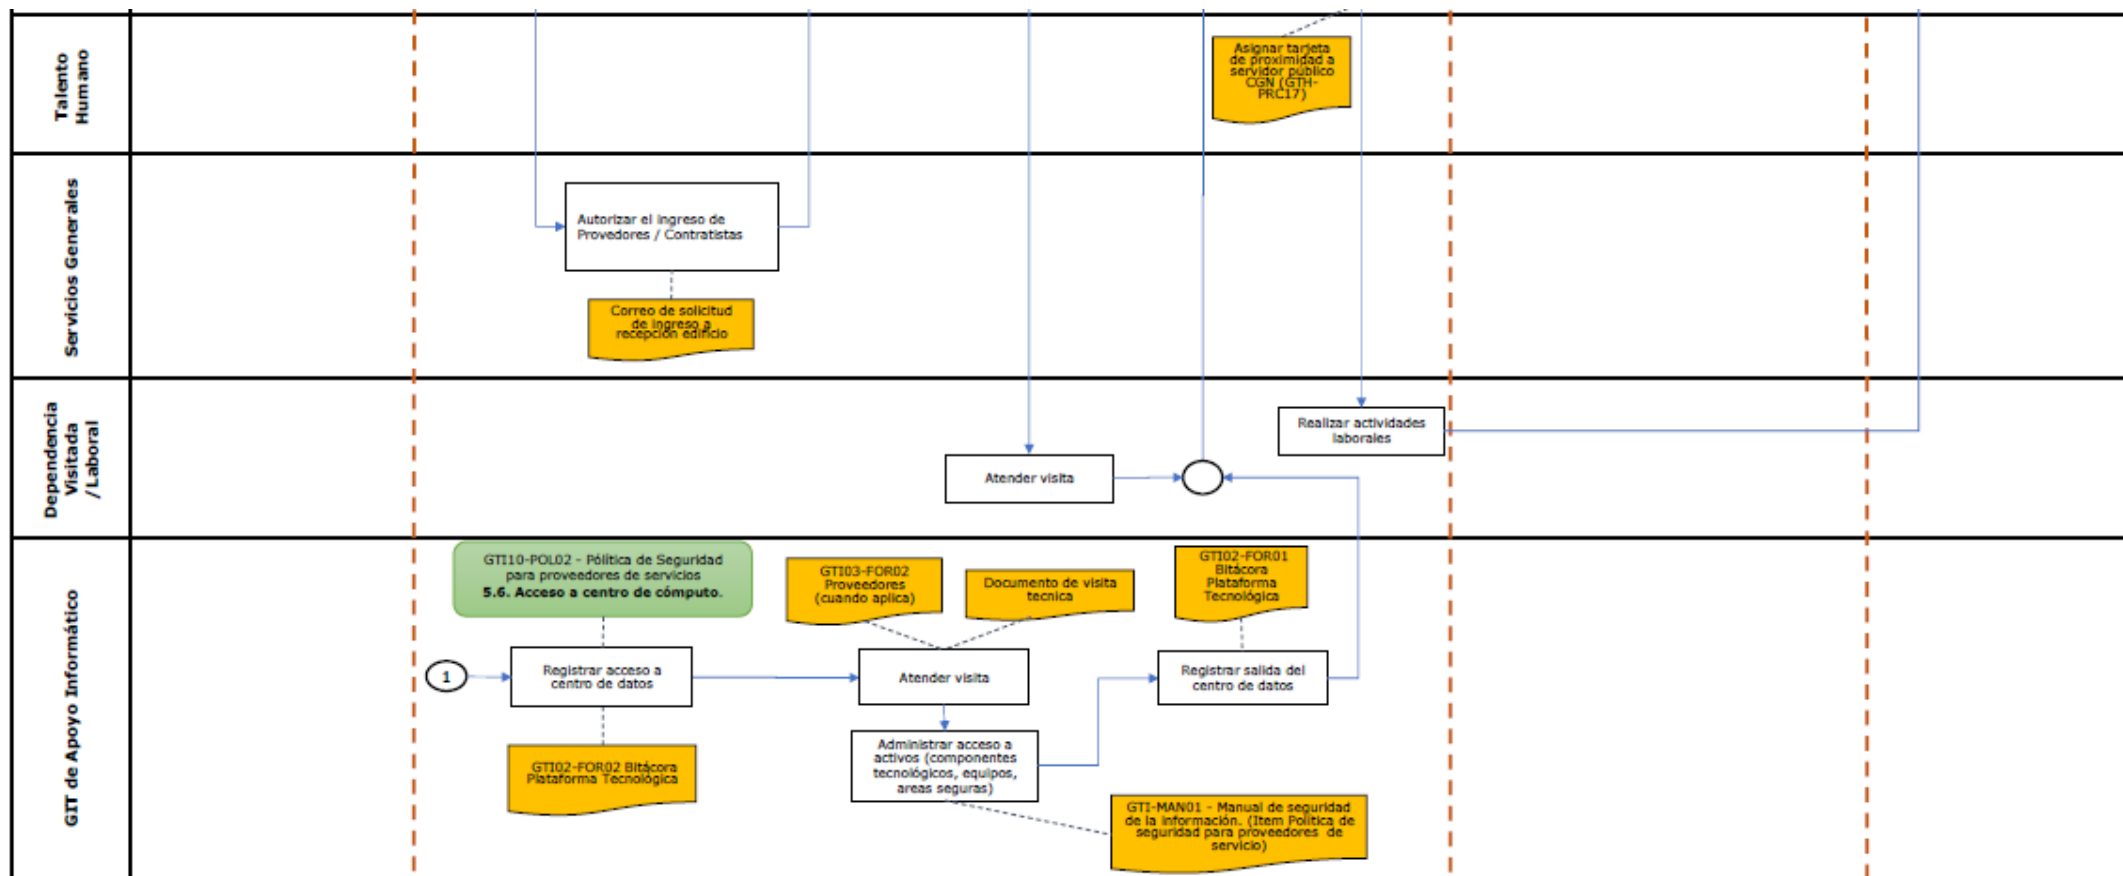 Talento
Humano
Asignar tarjeta
de proximidad a
servidor público
CGN (GTH-
PRC17)
Servicios Generales
Autorizar el ingreso de
Provedores / Contratistas
Correo de solicitud
de ingreso a
recepción edificio
Dependencia
Visitada
/Laboral
Realizar actividades
laborales
Atender visita
GIT de Apoyo Informático
GTI10-POL02 - Pólitica de Seguridad
para proveedores de servicios
5.6. Acceso a centro de cómputo.
GTI03-FOR02
Proveedores
(cuando aplica)
Documento de visita
tecnica
GTI02-FOR01
Bitácora
Plataforma
Tecnológica
1
Registrar acceso a
centro de datos
Atender visita
Registrar salida del
centro de datos
GTI02-FOR02 Bitácora
Plataforma Tecnológica
Administrar acceso a
activos (componentes
tecnológicos, equipos,
areas seguras)
GTI-MAN01 - Manual de seguridad
de la información. (Item Política de
seguridad para proveedores de
servicio)